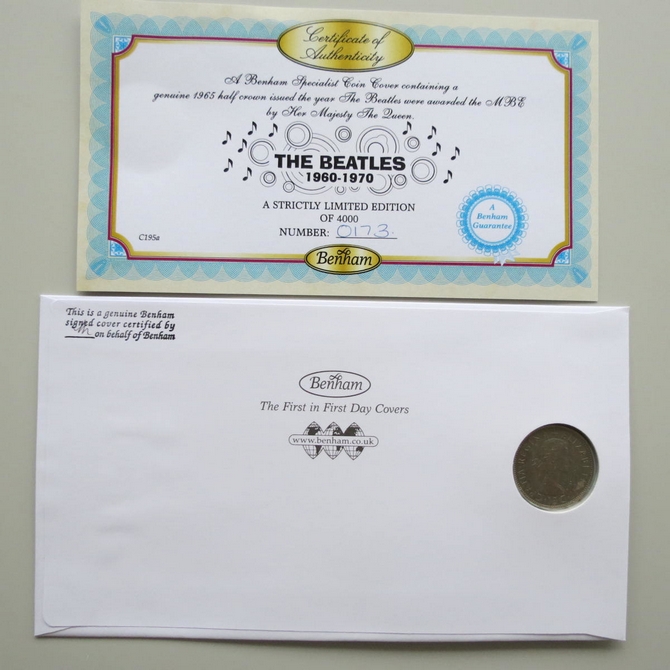 Certificate of
Authenticity
A Benham Specialist Coin Cover containing a
genuine 1965 half crown issued the year The Beatles were awarded the MBE
by Her Majesty The Queen.
THE BEATLES
1960-1970
A STRICTLY LIMITED EDITION
OF 4000
NUMBER: 0173.
A
Benham
Guarantee
C195a
Benham
This is a genuine Benham
signed cover certified by
on behalf of Benham
Benham
The First in First Day Covers
www.benham.co.uk